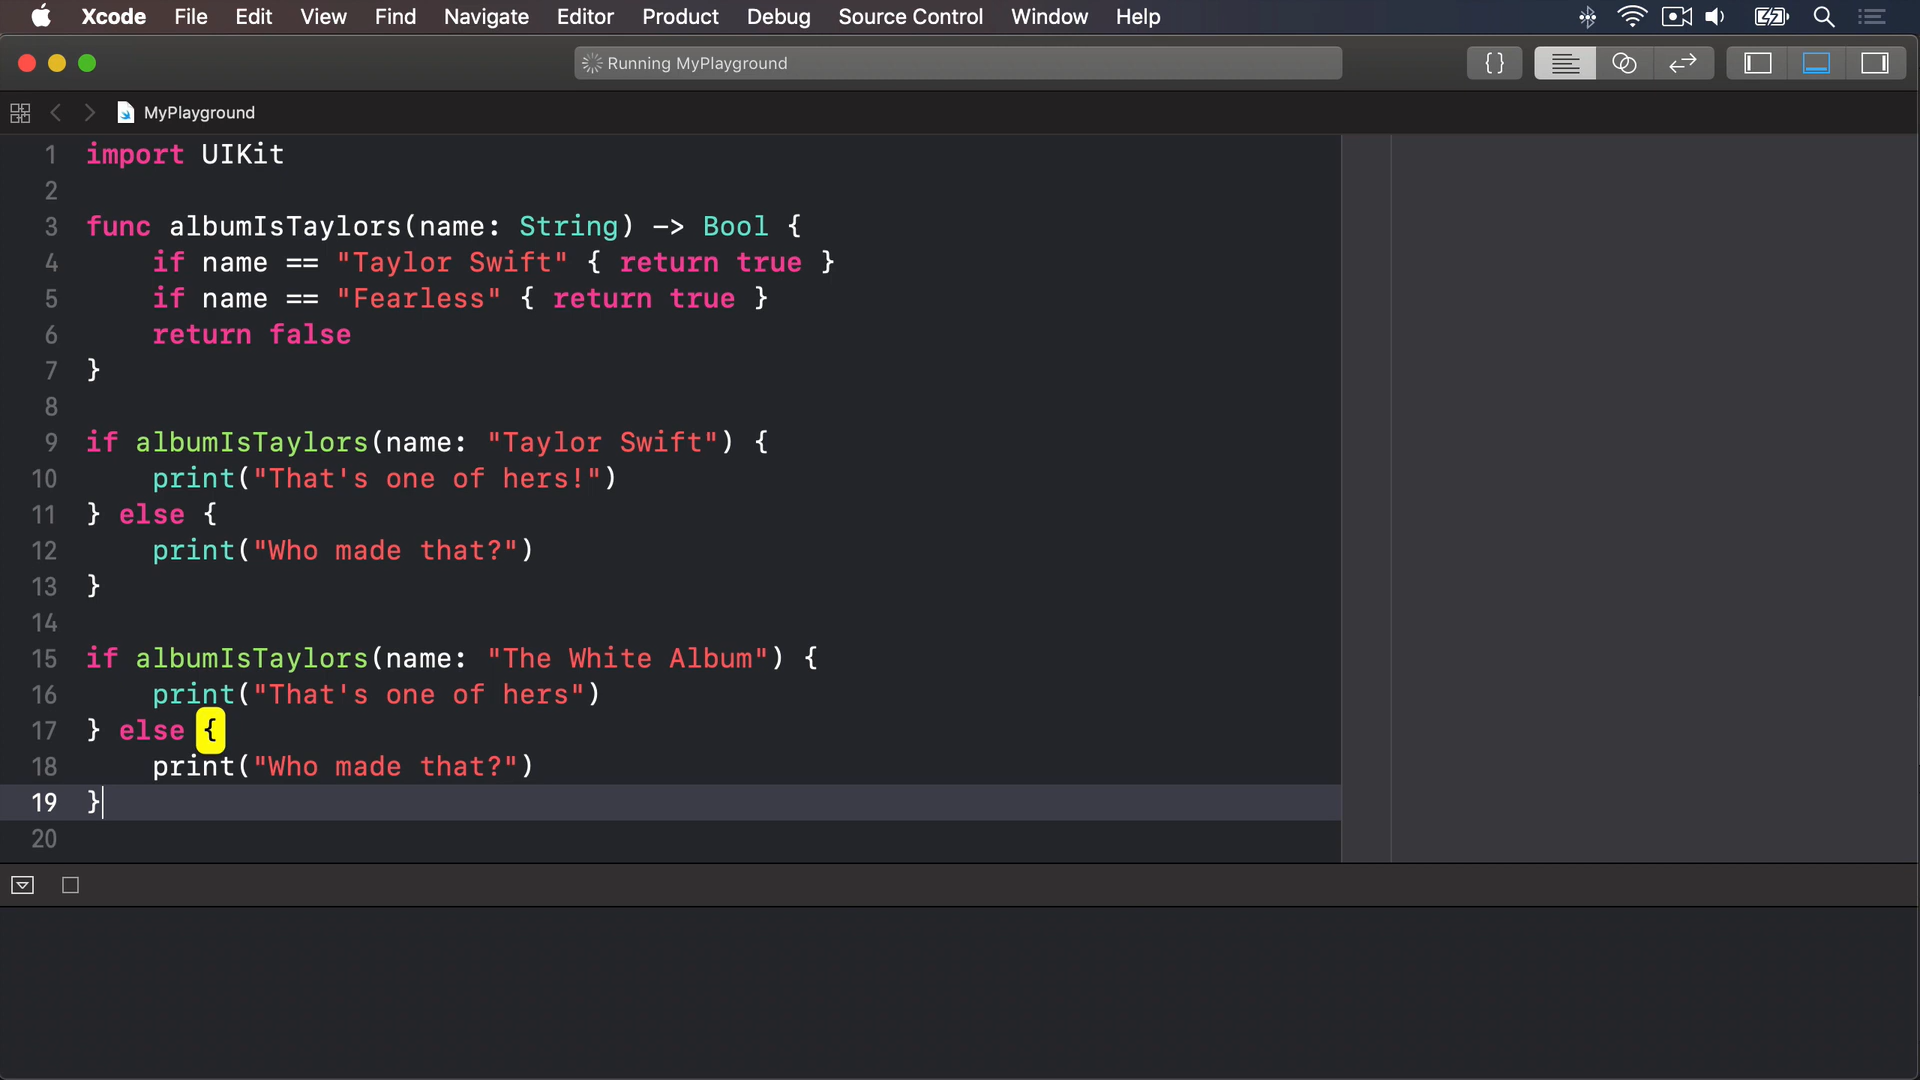 Xcode File Edit View Find Navigate Editor Product Debug Source Control Window Help
Running MyPlayground
{}
MyPlayground
1 import UIKit
2
3 func albumIsTaylors(name: String) -> Bool {
4 if name == "Taylor Swift" { return true }
5 if name == "Fearless" { return true }
6 return false
7 }
8
9 if albumIsTaylors(name: "Taylor Swift") {
10 print("That's one of hers!")
11 } else {
12 print("Who made that?")
13 }
14
15 if albumIsTaylors(name: "The White Album") {
16 print("That's one of hers")
17 } else {
18 print("Who made that?")
19 }
20